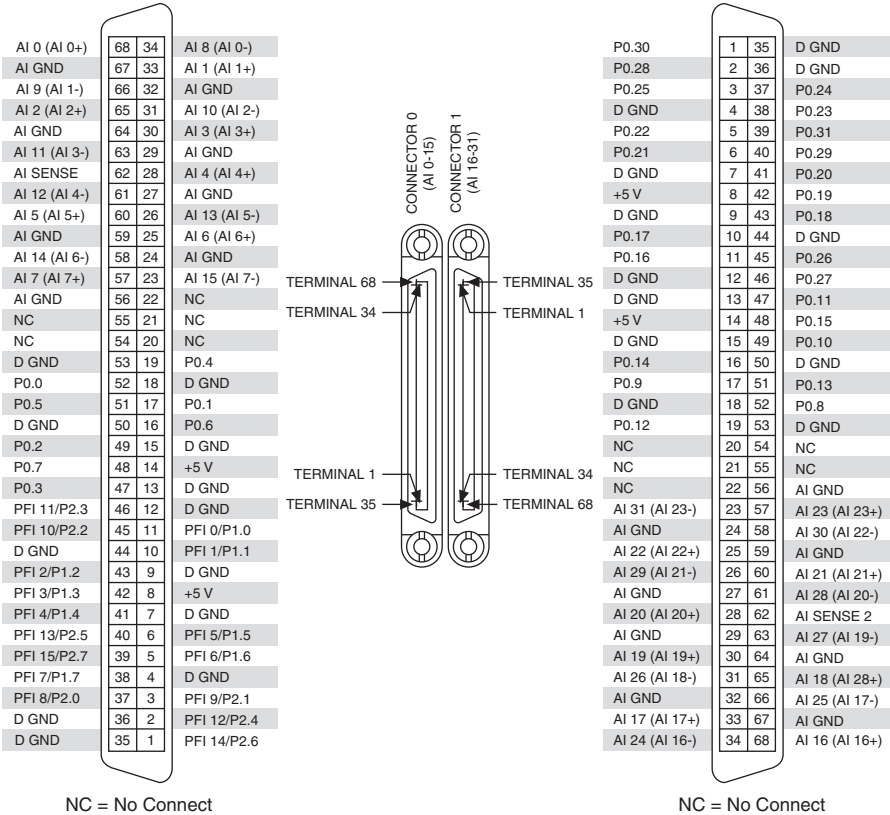 AI 0 (AI 0+) 68 34 AI 8 (AI 0-)
AI GND 67 33 AI 1 (AI 1+)
AI 9 (AI 1-) 66 32 AI GND
AI 2 (AI 2+) 65 31 AI 10 (AI 2-)
AI GND 64 30 AI 3 (AI 3+)
AI 11 (AI 3-) 63 29 AI GND
AI SENSE 62 28 AI 4 (AI 4+)
AI 12 (AI 4-) 61 27 AI GND
AI 5 (AI 5+) 60 26 AI 13 (AI 5-)
AI GND 59 25 AI 6 (AI 6+)
AI 14 (AI 6-) 58 24 AI GND
AI 7 (AI 7+) 57 23 AI 15 (AI 7-)
AI GND 56 22 NC
NC 55 21 NC
NC 54 20 NC
D GND 53 19 P0.4
P0.0 52 18 D GND
P0.5 51 17 P0.1
D GND 50 16 P0.6
P0.2 49 15 D GND
P0.7 48 14 +5 V
P0.3 47 13 D GND
PFI 11/P2.3 46 12 D GND
PFI 10/P2.2 45 11 PFI 0/P1.0
D GND 44 10 PFI 1/P1.1
PFI 2/P1.2 43 9 D GND
PFI 3/P1.3 42 8 +5 V
PFI 4/P1.4 41 7 D GND
PFI 13/P2.5 40 6 PFI 5/P1.5
PFI 15/P2.7 39 5 PFI 6/P1.6
PFI 7/P1.7 38 4 D GND
PFI 8/P2.0 37 3 PFI 9/P2.1
D GND 36 2 PFI 12/P2.4
D GND 35 1 PFI 14/P2.6
NC = No Connect
CONNECTOR 0
(AI 0-15)
CONNECTOR 1
(AI 16-31)
TERMINAL 68
TERMINAL 35
TERMINAL 34
TERMINAL 1
TERMINAL 1
TERMINAL 34
TERMINAL 35
TERMINAL 68
P0.30 1 35 D GND
P0.28 2 36 D GND
P0.25 3 37 P0.24
D GND 4 38 P0.23
P0.22 5 39 P0.31
P0.21 6 40 P0.29
D GND 7 41 P0.20
+5 V 8 42 P0.19
D GND 9 43 P0.18
P0.17 10 44 D GND
P0.16 11 45 P0.26
D GND 12 46 P0.27
D GND 13 47 P0.11
+5 V 14 48 P0.15
D GND 15 49 P0.10
P0.14 16 50 D GND
P0.9 17 51 P0.13
D GND 18 52 P0.8
P0.12 19 53 D GND
NC 20 54 NC
NC 21 55 NC
NC 22 56 AI GND
AI 31 (AI 23-) 23 57 AI 23 (AI 23+)
AI GND 24 58 AI 30 (AI 22-)
AI 22 (AI 22+) 25 59 AI GND
AI 29 (AI 21-) 26 60 AI 21 (AI 21+)
AI GND 27 61 AI 28 (AI 20-)
AI 20 (AI 20+) 28 62 AI SENSE 2
AI GND 29 63 AI 27 (AI 19-)
AI 19 (AI 19+) 30 64 AI GND
AI 26 (AI 18-) 31 65 AI 18 (AI 28+)
AI GND 32 66 AI 25 (AI 17-)
AI 17 (AI 17+) 33 67 AI GND
AI 24 (AI 16-) 34 68 AI 16 (AI 16+)
NC = No Connect